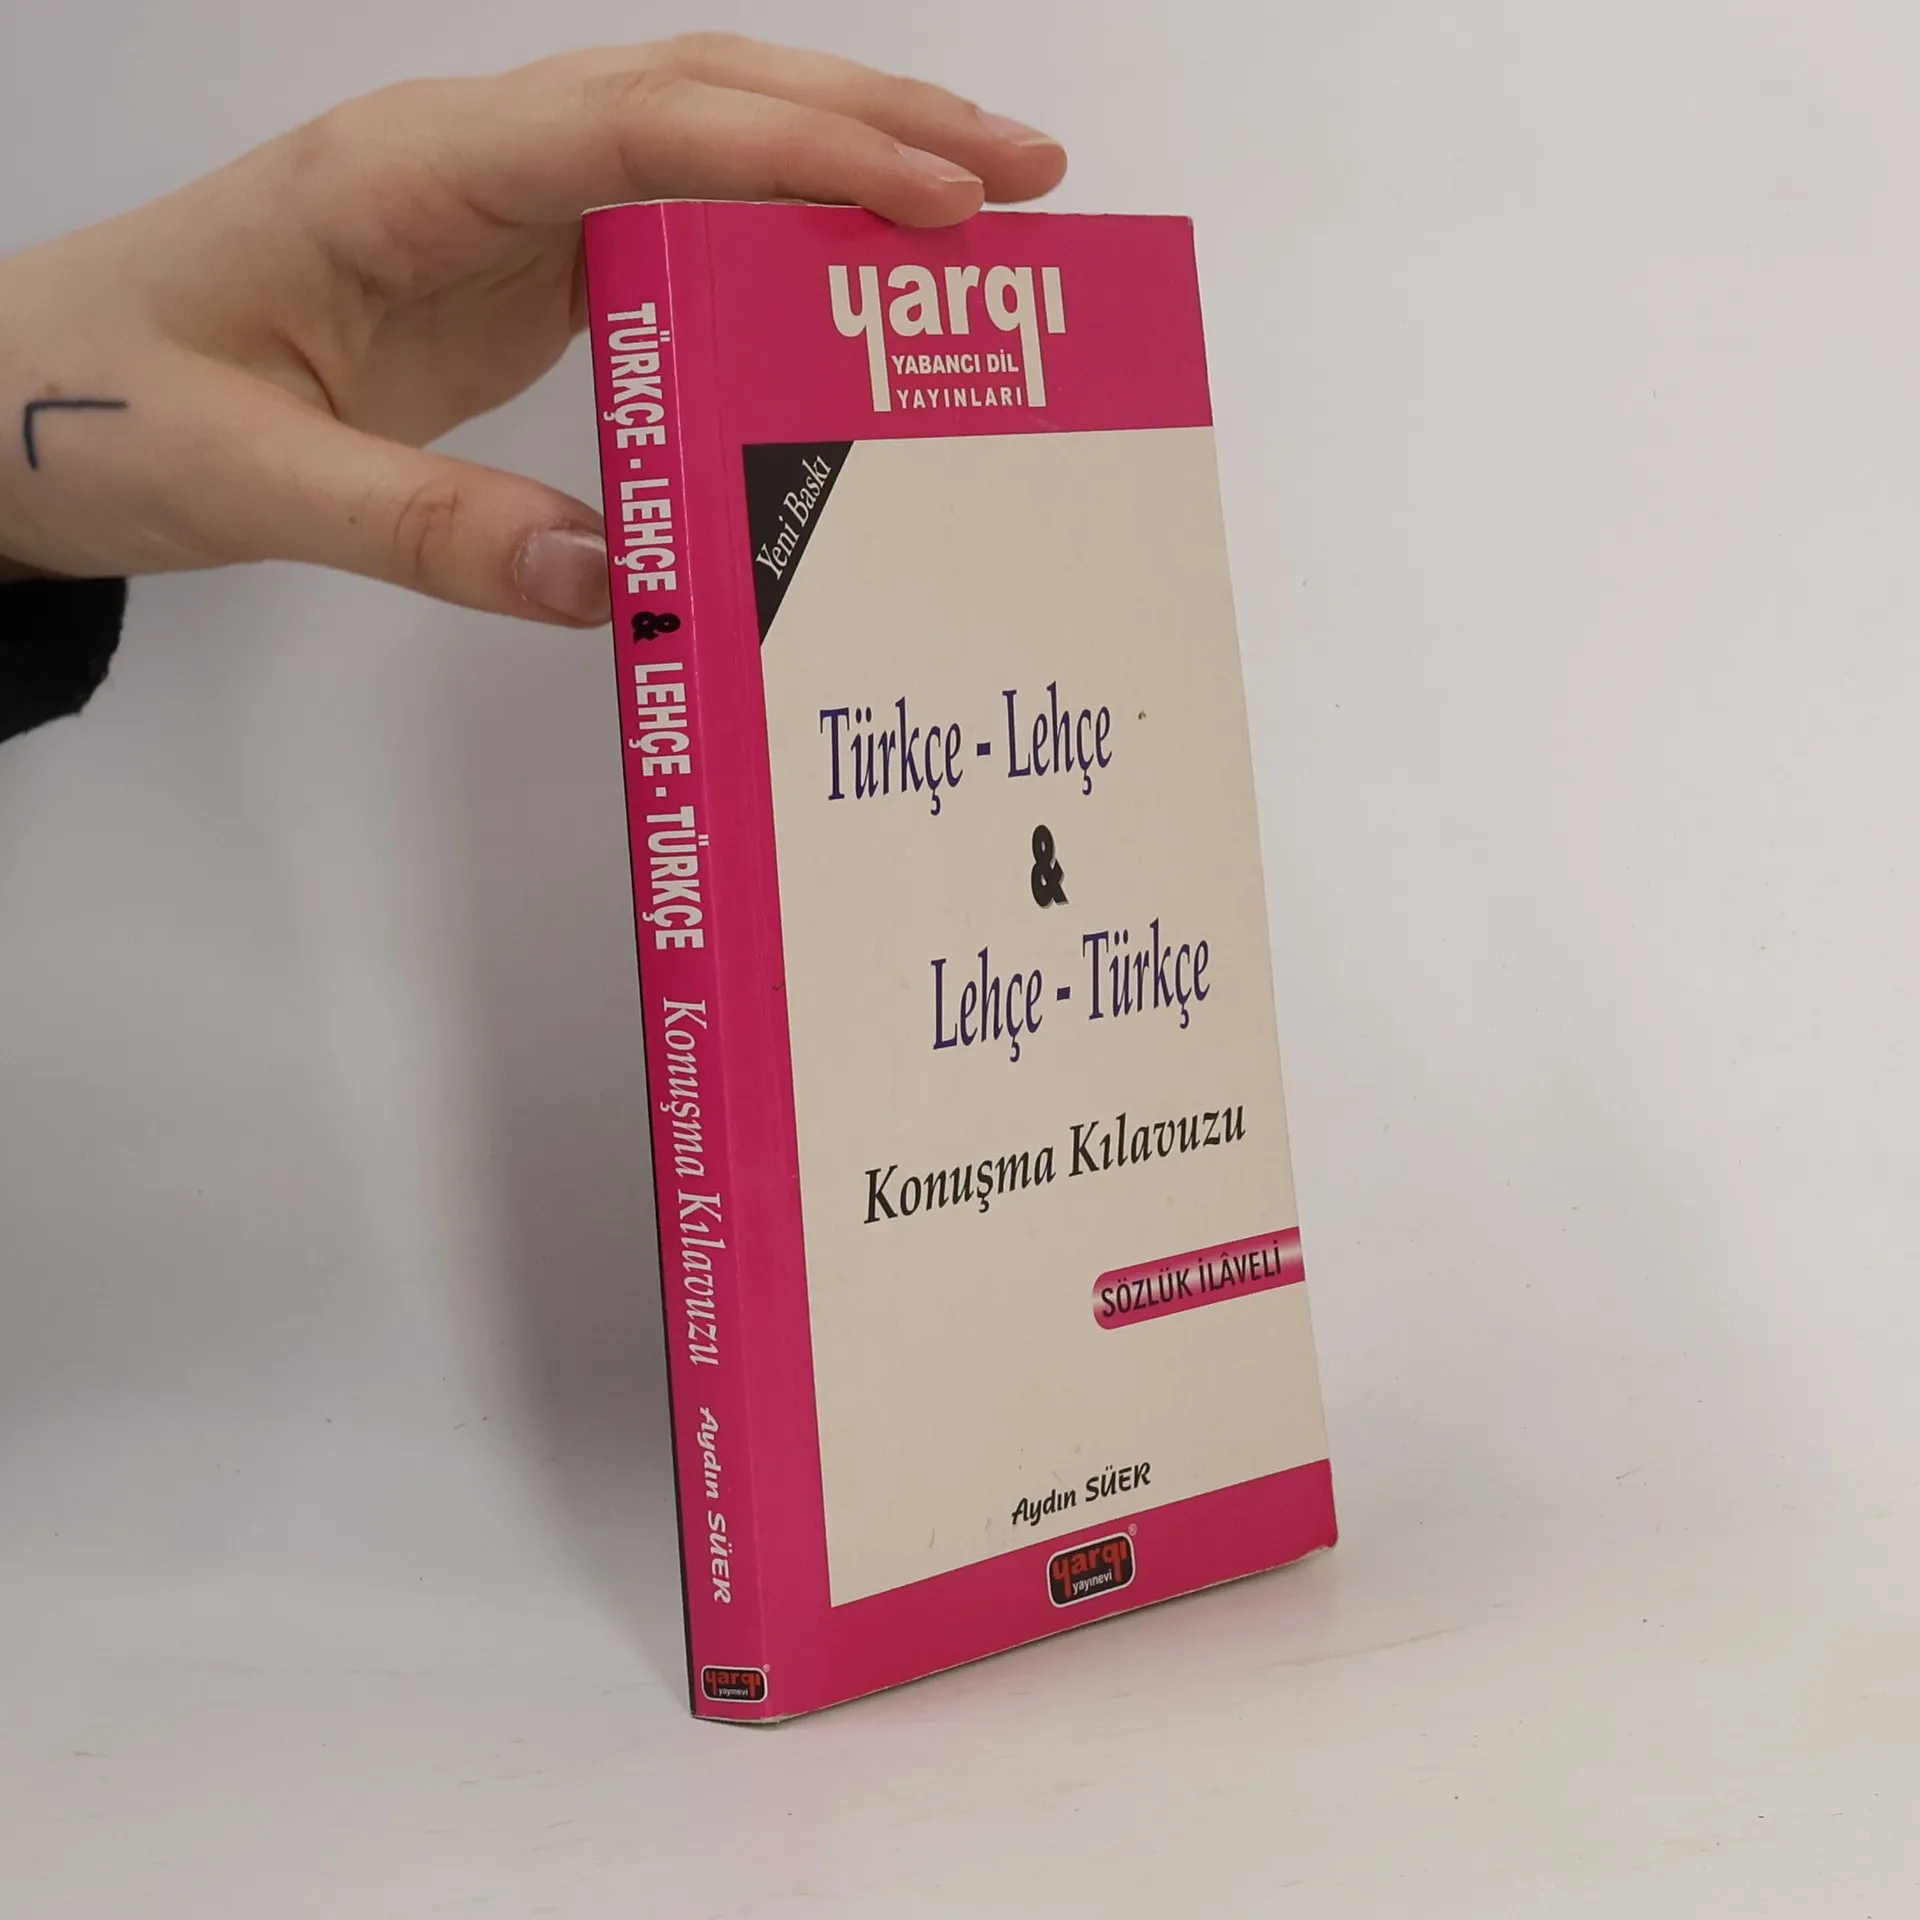 yargı
YABANCI DİL
YAYINLARI
Yeni Baskı
Türkçe - Lehçe
&
Lehçe - Türkçe
Konuşma Kılavuzu
SÖZLÜK İLÂVELİ
Aydın SÜER
yargı ®
yayınevi
TÜRKÇE - LEHÇE & LEHÇE - TÜRKÇE Konuşma Kılavuzu Aydın SÜER
yargı ®
yayınevi